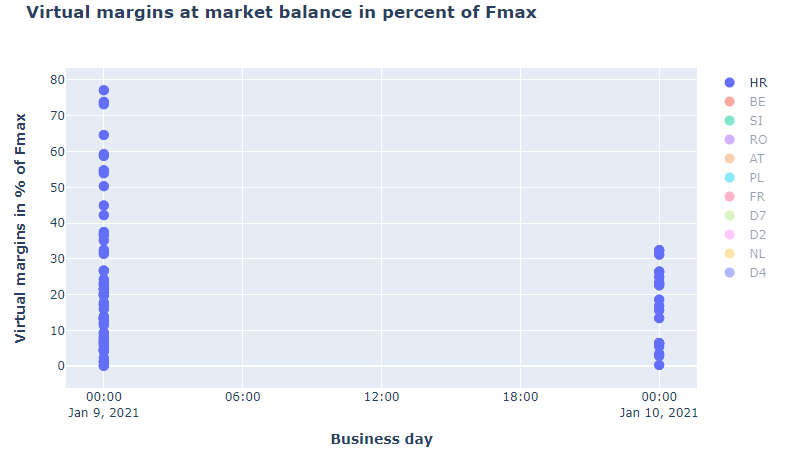 Virtual margins at market balance in percent of Fmax
Virtual margins in % of Fmax
80
70
60
50
40
30
20
10
0
00:00
Jan 9, 2021
06:00
12:00
18:00
00:00
Jan 10, 2021
Business day
HR
BE
SI
RO
AT
PL
FR
D7
D2
NL
D4